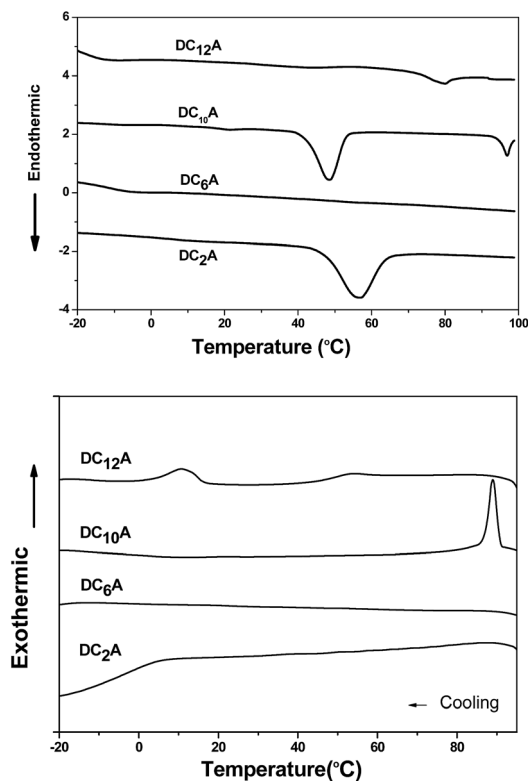 6
4
2
0
-2
-4
Endothermic
DC12A
DC10A
DC6A
DC2A
-20 0 20 40 60 80 100
Temperature (°C)
Exothermic
DC12A
DC10A
DC6A
DC2A
Cooling
-20 0 20 40 60 80
Temperature(°C)